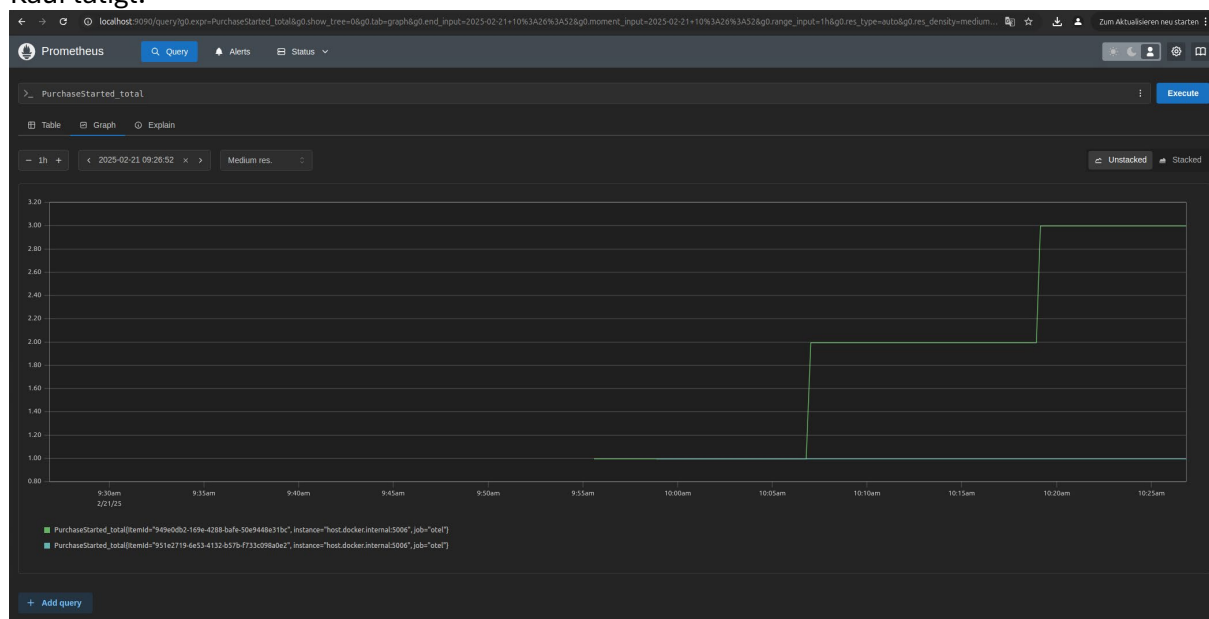 Kauf tätigt.
localhost:9090/query?g0.expr=PurchaseStarted_total&g0.show_tree=0&g0.tab=graph&g0.end_input=2025-02-21+10%3A26%3A52&g0.moment_input=2025-02-21+10%3A26%3A52&g0.range_input=1h&g0.res_type=auto&g0.res_density=medium...
Zum Aktualisieren neu starten
Prometheus Query Alerts Status
>_ PurchaseStarted_total
Execute
Table Graph Explain
− 1h + < 2025-02-21 09:26:52 × > Medium res.
Unstacked Stacked
3.20
3.00
2.80
2.60
2.40
2.20
2.00
1.80
1.60
1.40
1.20
1.00
0.80
9:30am 9:35am 9:40am 9:45am 9:50am 9:55am 10:00am 10:05am 10:10am 10:15am 10:20am 10:25am
2/21/25
PurchaseStarted_total{ItemId="949e0db2-169e-4288-bafe-50e9448e31bc", instance="host.docker.internal:5006", job="otel"}
PurchaseStarted_total{ItemId="951e2719-6e53-4132-b57b-f733c098a0e2", instance="host.docker.internal:5006", job="otel"}
+ Add query